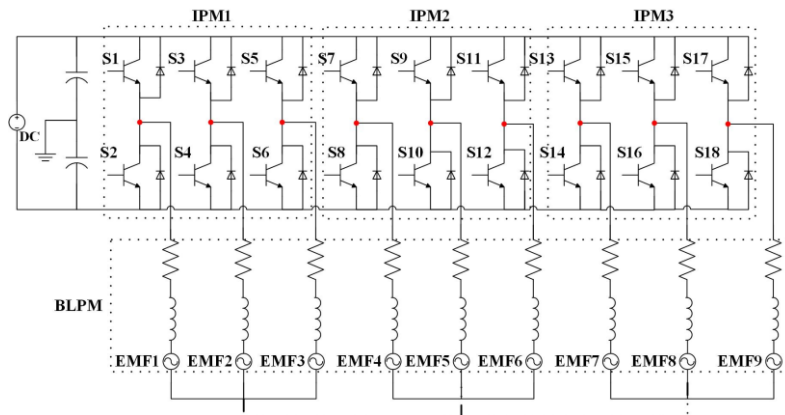 IPM1 IPM2 IPM3
S1 S3 S5 S7 S9 S11 S13 S15 S17
DC
S2 S4 S6 S8 S10 S12 S14 S16 S18
BLPM
EMF1 EMF2 EMF3 EMF4 EMF5 EMF6 EMF7 EMF8 EMF9